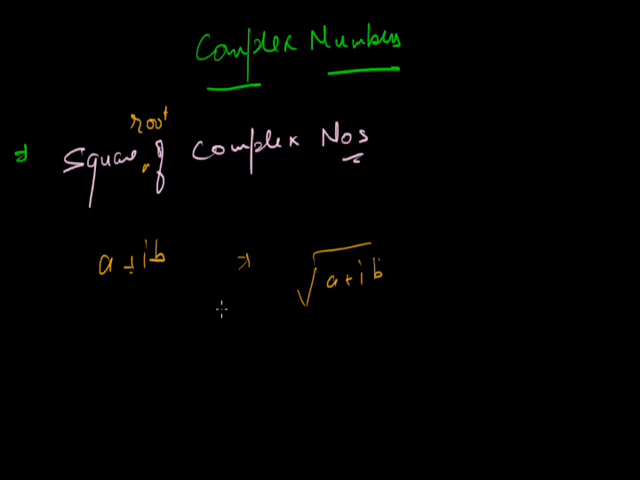 Complex Numbers
root
⇒ Square of Complex Nos
a+ib → √a+ib